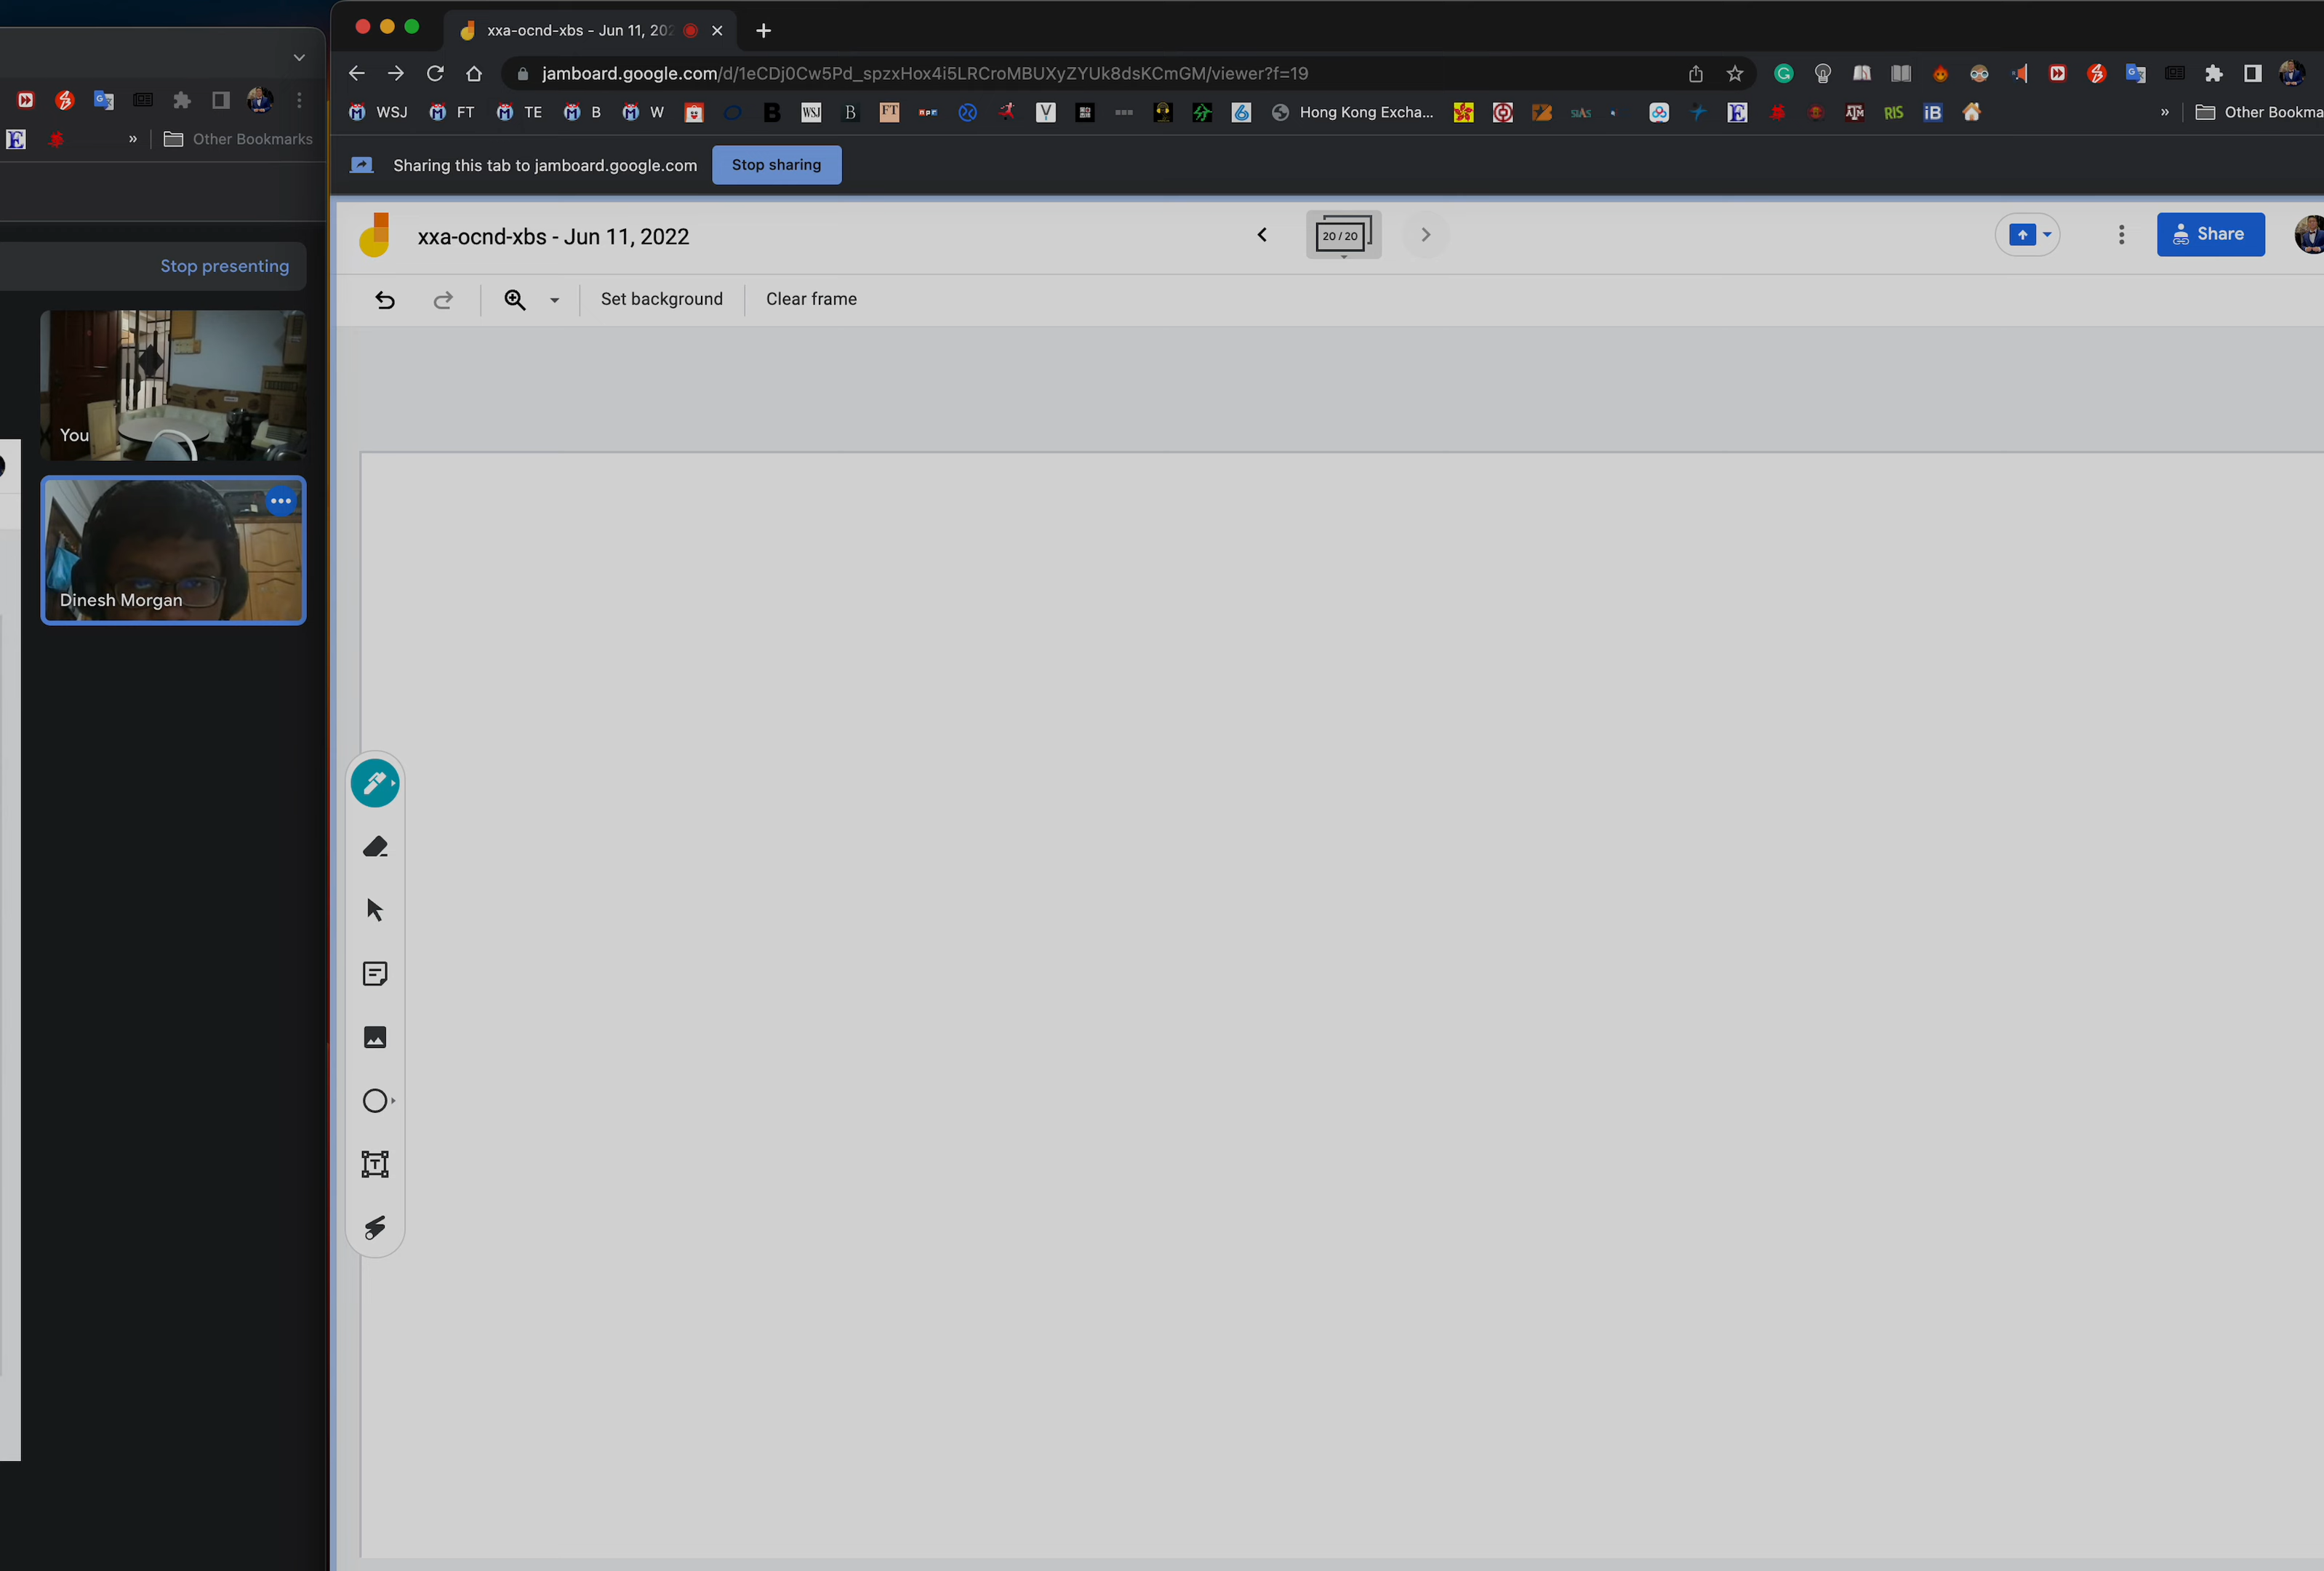 Other Bookmarks
Stop presenting
You
Dinesh Morgan
xxa-ocnd-xbs - Jun 11, 202
jamboard.google.com/d/1eCDj0Cw5Pd_spzxHox4i5LRCroMBUXyZYUk8dsKCmGM/viewer?f=19
WSJ FT TE B W Hong Kong Excha... » Other Bookma
Sharing this tab to jamboard.google.com Stop sharing
xxa-ocnd-xbs - Jun 11, 2022
20 / 20
Share
Set background
Clear frame